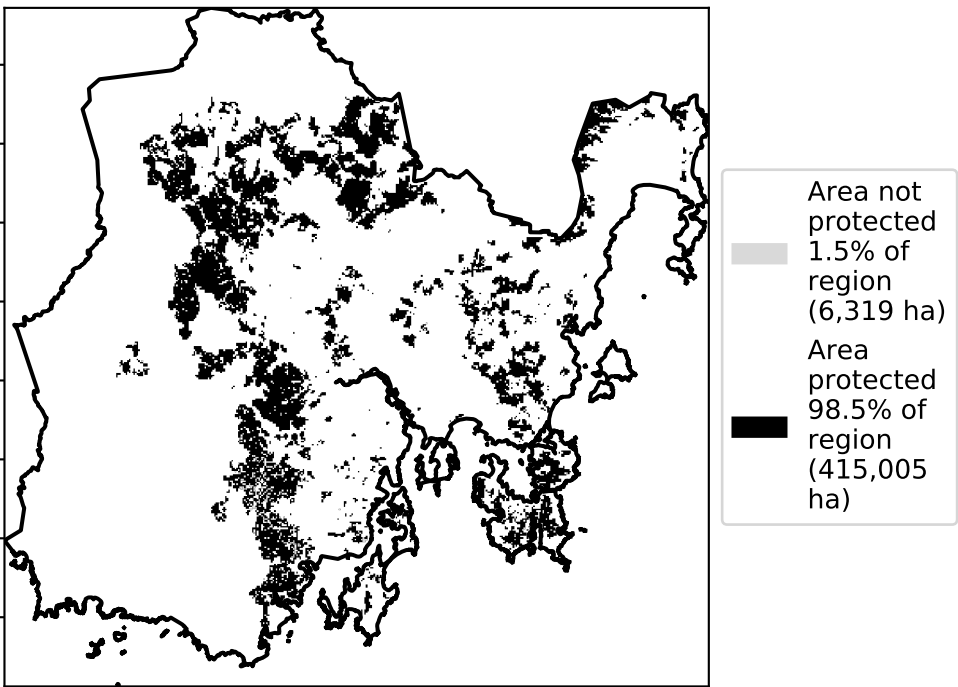 Area not
protected
1.5% of
region
(6,319 ha)
Area
protected
98.5% of
region
(415,005
ha)